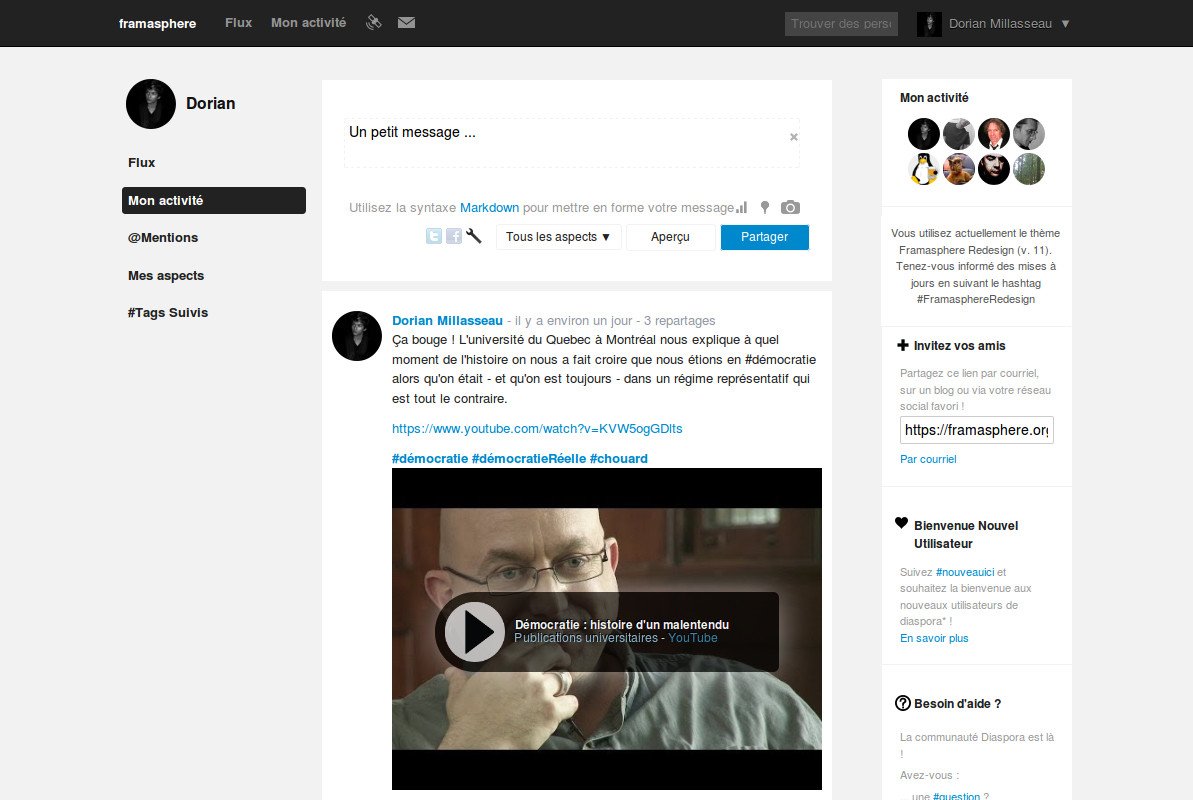 framasphere Flux Mon activité Trouver des perso Dorian Millasseau ▼
Dorian
Flux
Mon activité
@Mentions
Mes aspects
#Tags Suivis
Un petit message ...
×
Utilisez la syntaxe Markdown pour mettre en forme votre message
Tous les aspects ▼ Aperçu Partager
Dorian Millasseau - il y a environ un jour - 3 repartages
Ça bouge ! L'université du Quebec à Montréal nous explique à quel
moment de l'histoire on nous a fait croire que nous étions en #démocratie
alors qu'on était - et qu'on est toujours - dans un régime représentatif qui
est tout le contraire.
https://www.youtube.com/watch?v=KVW5ogGDlts
#démocratie #démocratieRéelle #chouard
Démocratie : histoire d'un malentendu
Publications universitaires - YouTube
Mon activité
Vous utilisez actuellement le thème
Framasphere Redesign (v. 11).
Tenez-vous informé des mises à
jours en suivant le hashtag
#FramasphereRedesign
Invitez vos amis
Partagez ce lien par courriel,
sur un blog ou via votre réseau
social favori !
https://framasphere.org
Par courriel
Bienvenue Nouvel
Utilisateur
Suivez #nouveauici et
souhaitez la bienvenue aux
nouveaux utilisateurs de
diaspora* !
En savoir plus
Besoin d'aide ?
La communauté Diaspora est là
!
Avez-vous :
... une #question ?